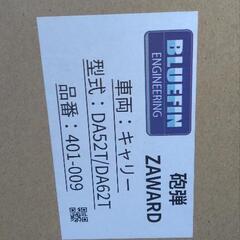 BLUEFIN
ENGINEERING
砲弾
ZAWARD
車両：キャリー
型式：DA52T/DA62T
品番：401-009